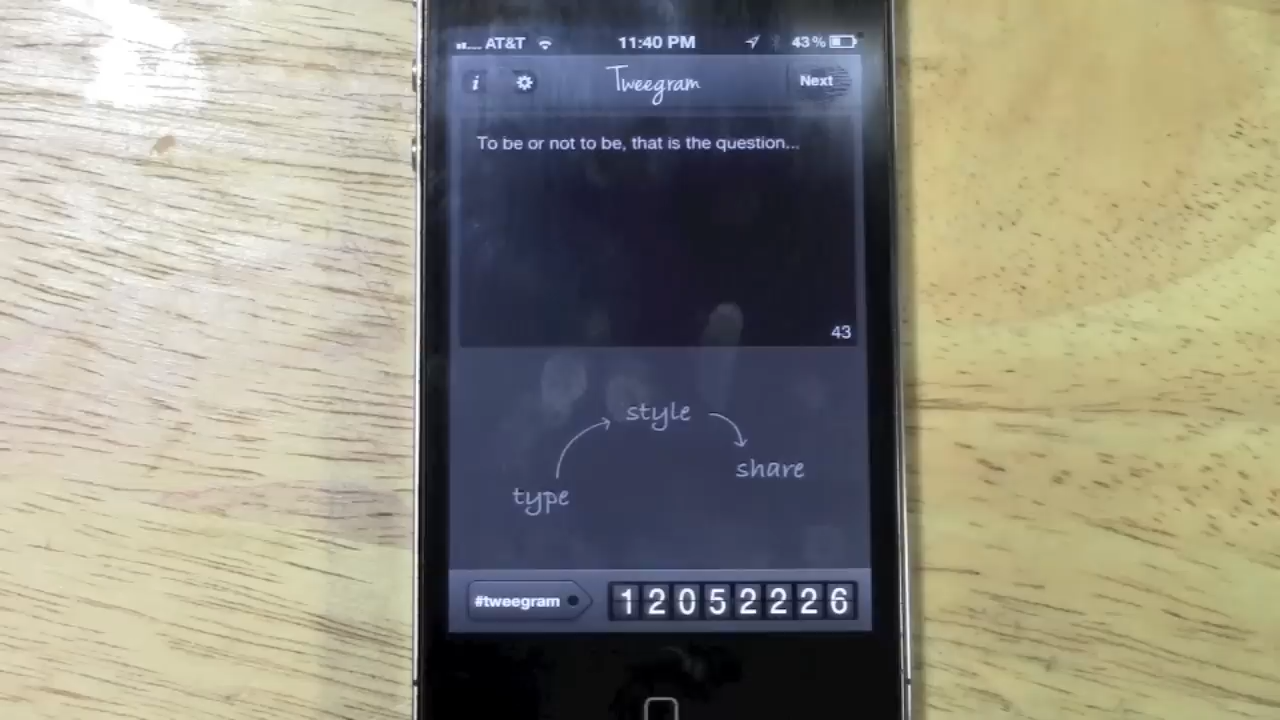 AT&T 11:40 PM 43%
i Tweegram Next
To be or not to be, that is the question...
43
style
share
type
#tweegram 12052226